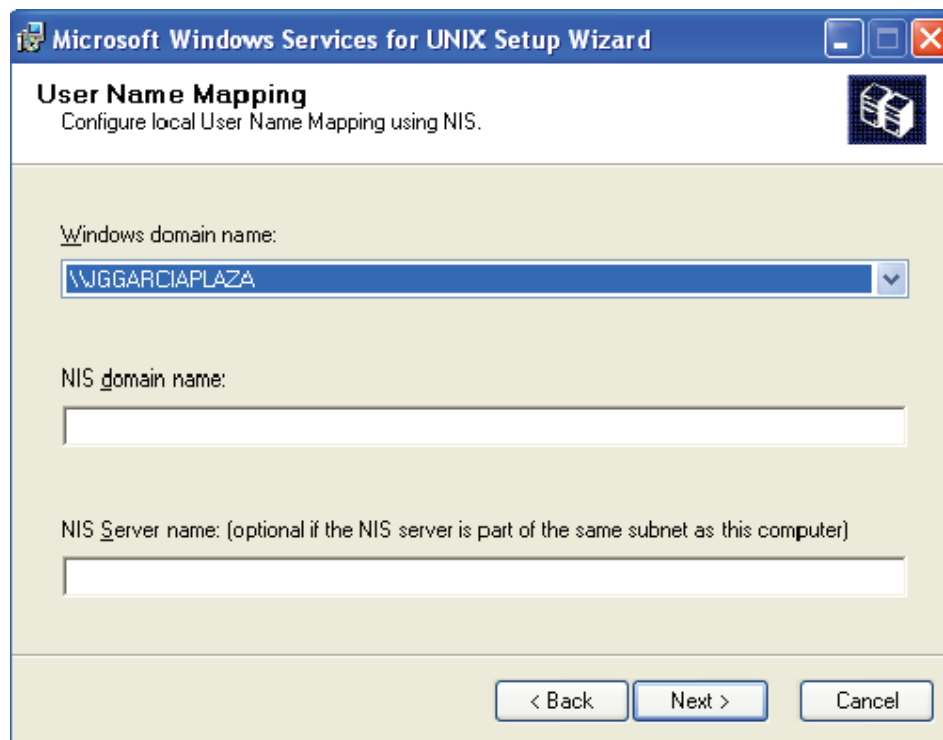 Microsoft Windows Services for UNIX Setup Wizard
User Name Mapping
Configure local User Name Mapping using NIS.
Windows domain name:
\\JGGARCIAPLAZA
NIS domain name:
NIS Server name: (optional if the NIS server is part of the same subnet as this computer)
< Back Next > Cancel